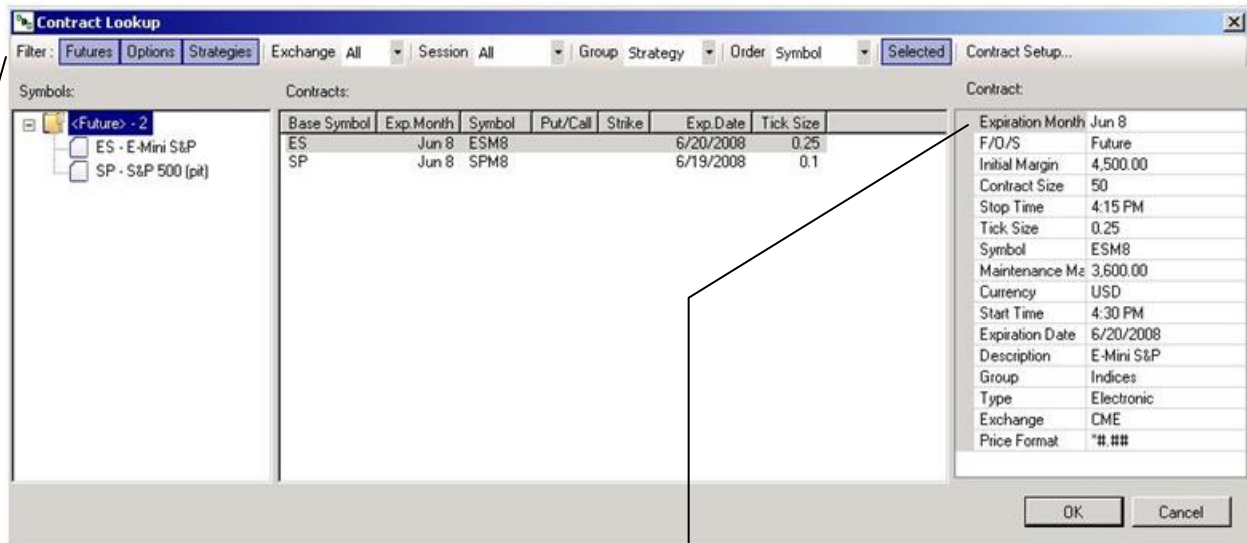 Contract Lookup
Filter : Futures Options Strategies Exchange All Session All Group Strategy Order Symbol Selected Contract Setup...
Symbols:
<Future> - 2
ES - E-Mini S&P
SP - S&P 500 (pit)
Contracts:
Base Symbol Exp.Month Symbol Put/Call Strike Exp.Date Tick Size
ES Jun 8 ESM8 6/20/2008 0.25
SP Jun 8 SPM8 6/19/2008 0.1
Contract:
Expiration Month Jun 8
F/O/S Future
Initial Margin 4,500.00
Contract Size 50
Stop Time 4:15 PM
Tick Size 0.25
Symbol ESM8
Maintenance Ma 3,600.00
Currency USD
Start Time 4:30 PM
Expiration Date 6/20/2008
Description E-Mini S&P
Group Indices
Type Electronic
Exchange CME
Price Format "#.##
OK Cancel